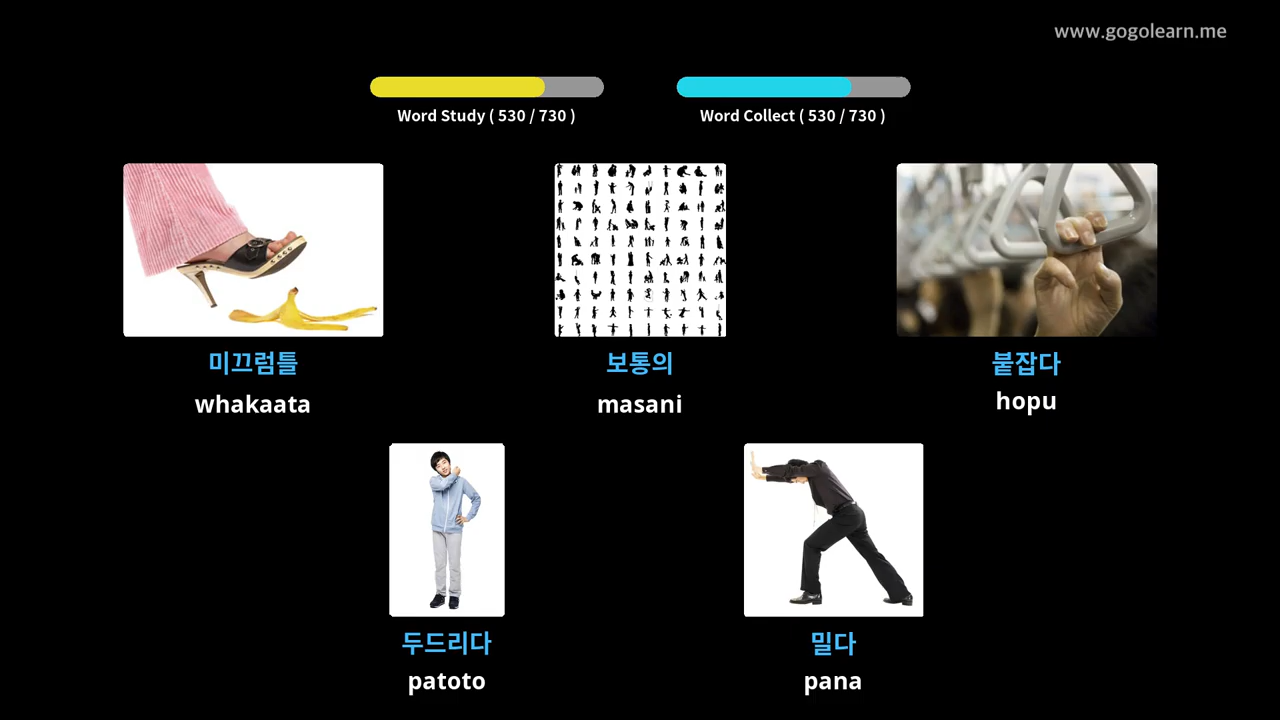 www.gogolearn.me
Word Study ( 530 / 730 )
Word Collect ( 530 / 730 )
미끄럼틀
보통의
붙잡다
whakaata
masani
hopu
두드리다
밀다
patoto
pana